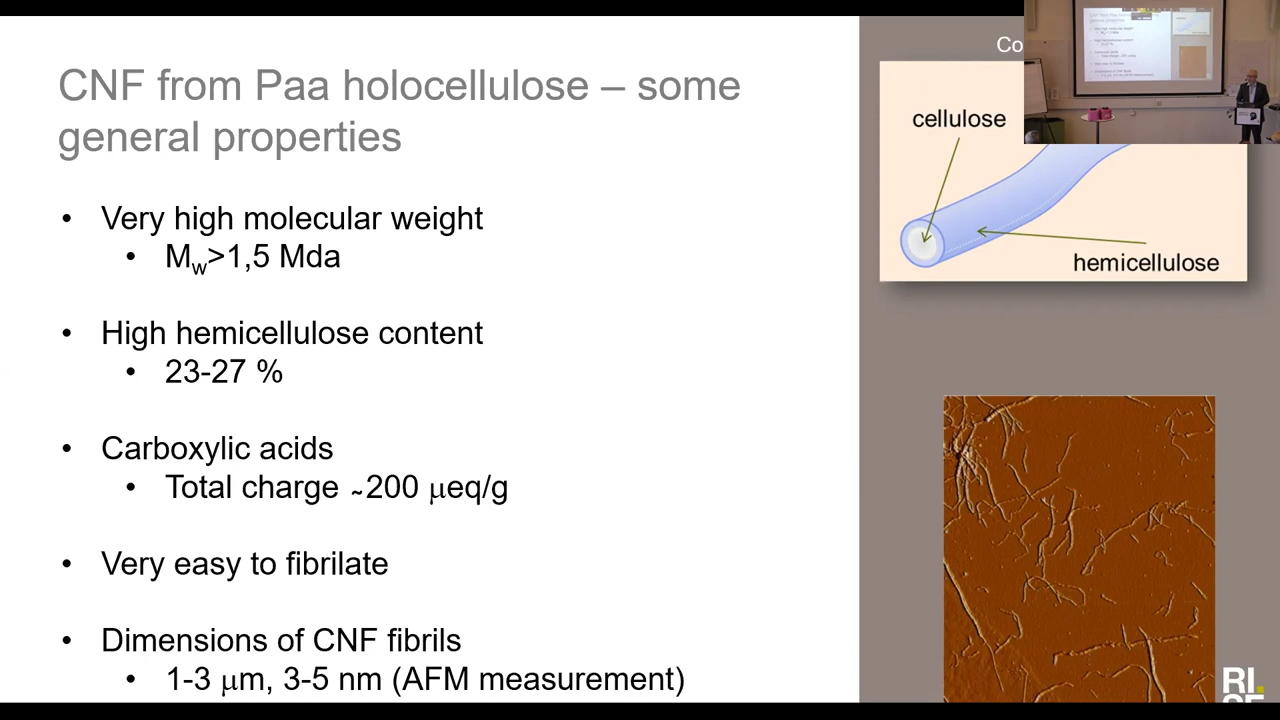 CNF from Paa holocellulose – some
general properties
• Very high molecular weight
• Mw>1,5 Mda
• High hemicellulose content
• 23-27 %
• Carboxylic acids
• Total charge ~200 μeq/g
• Very easy to fibrilate
• Dimensions of CNF fibrils
• 1-3 μm, 3-5 nm (AFM measurement)
Co
cellulose
hemicellulose
RI.
SE